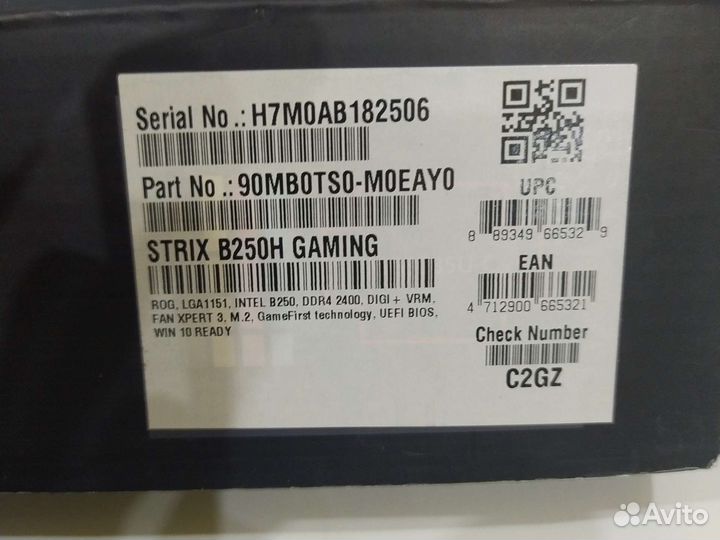 Serial No .: H7M0AB182506
Part No .: 90MB0TS0-M0EAY0
STRIX B250H GAMING
ROG, LGA1151, INTEL B250, DDR4 2400, DIGI + VRM,
FAN XPERT 3, M.2, GameFirst technology, UEFI BIOS,
WIN 10 READY
UPC
8 89349 66532 9
EAN
4 712900 665321
Check Number
C2GZ
Avito